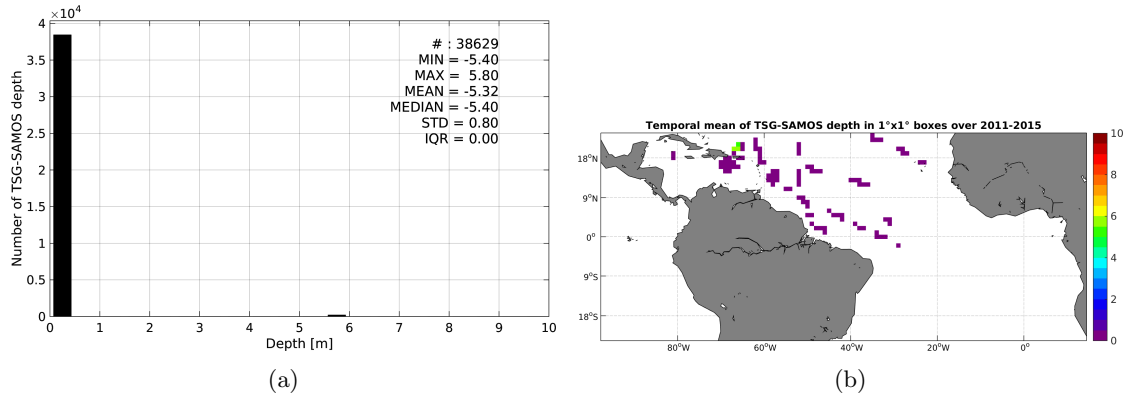 ×10⁴
4
3.5
3
2.5
2
1.5
1
0.5
0
0 1 2 3 4 5 6 7 8 9 10
Number of TSG-SAMOS depth
Depth [m]
# : 38629
MIN = -5.40
MAX = 5.80
MEAN = -5.32
MEDIAN = -5.40
STD = 0.80
IQR = 0.00
(a)
Temporal mean of TSG-SAMOS depth in 1°x1° boxes over 2011-2015
18°N
9°N
0°
9°S
18°S
80°W 60°W 40°W 20°W 0°
10
8
6
4
2
0
(b)